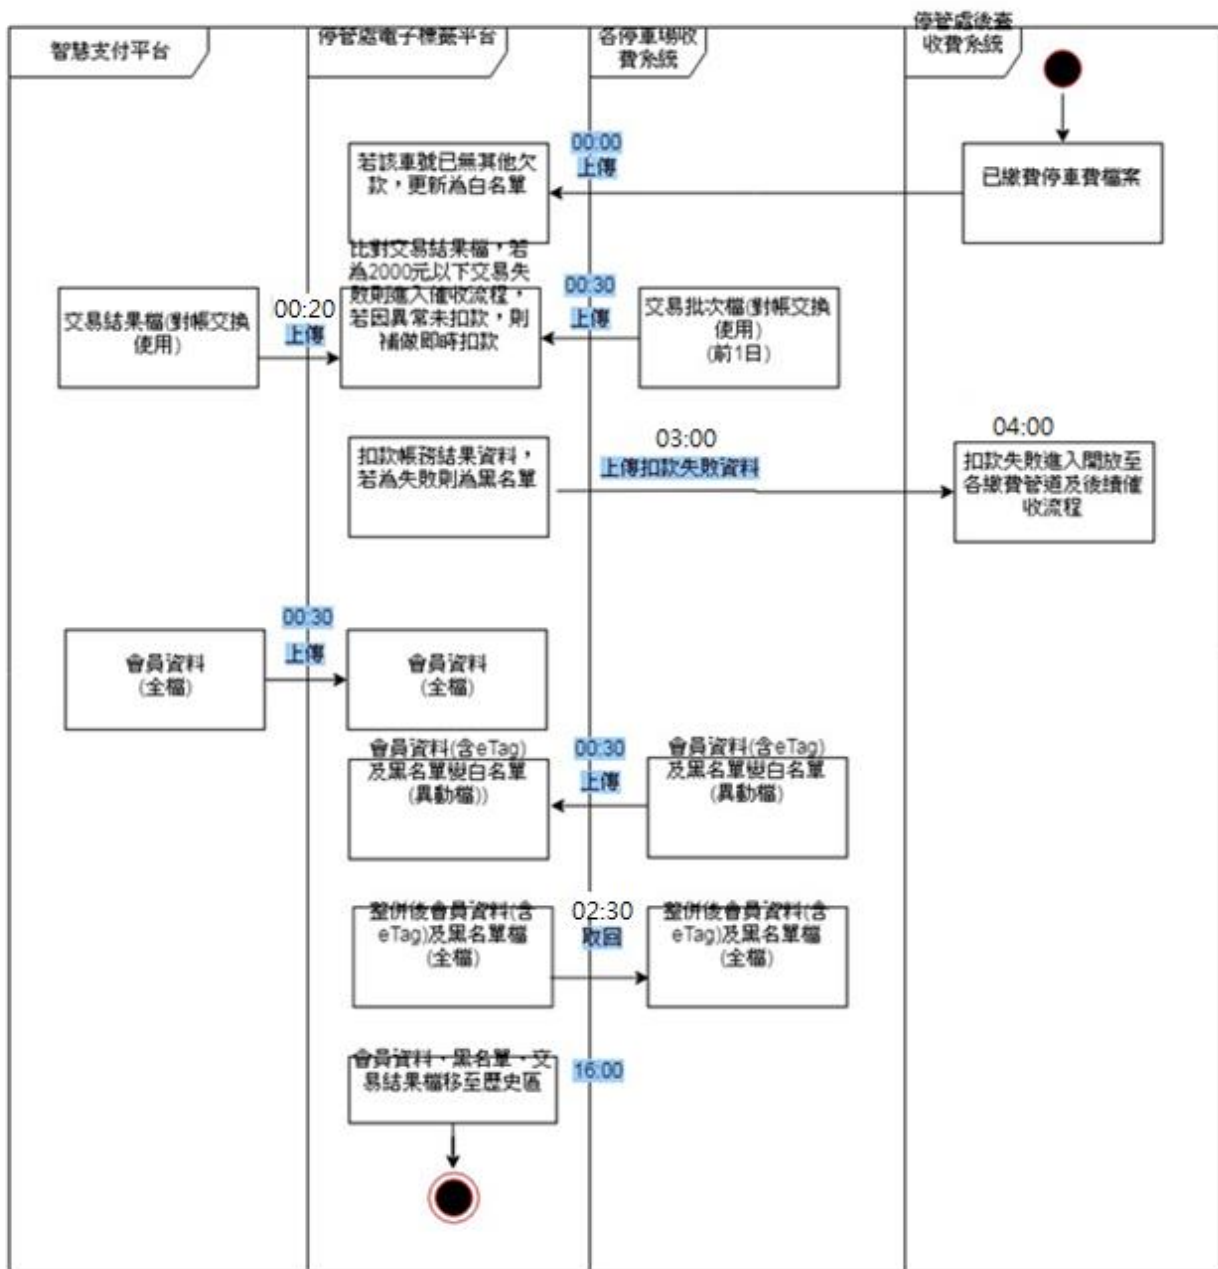 智慧支付平台
停管處電子標籤平台
各停車場收
費系統
停管處後臺
收費系統
若該車號已無其他欠
款，更新為白名單
00:00
上傳
已繳費停車費檔案
交易結果檔(對帳交換
使用)
00:20
上傳
比對交易結果檔，若
為2000元以下交易失
敗則進入催收流程，
若因異常未扣款，則
補做即時扣款
00:30
上傳
交易批次檔(對帳交換
使用)
(前1日)
扣款帳務結果資料，
若為失敗則為黑名單
03:00
上傳扣款失敗資料
04:00
扣款失敗進入開放至
各繳費管道及後續催
收流程
會員資料
(全檔)
00:30
上傳
會員資料
(全檔)
會員資料(含eTag)
及黑名單變白名單
(異動檔))
00:30
上傳
會員資料(含eTag)
及黑名單變白名單
(異動檔)
整併後會員資料(含
eTag)及黑名單檔
(全檔)
02:30
取回
整併後會員資料(含
eTag)及黑名單檔
(全檔)
會員資料、黑名單、交
易結果檔移至歷史區
16:00